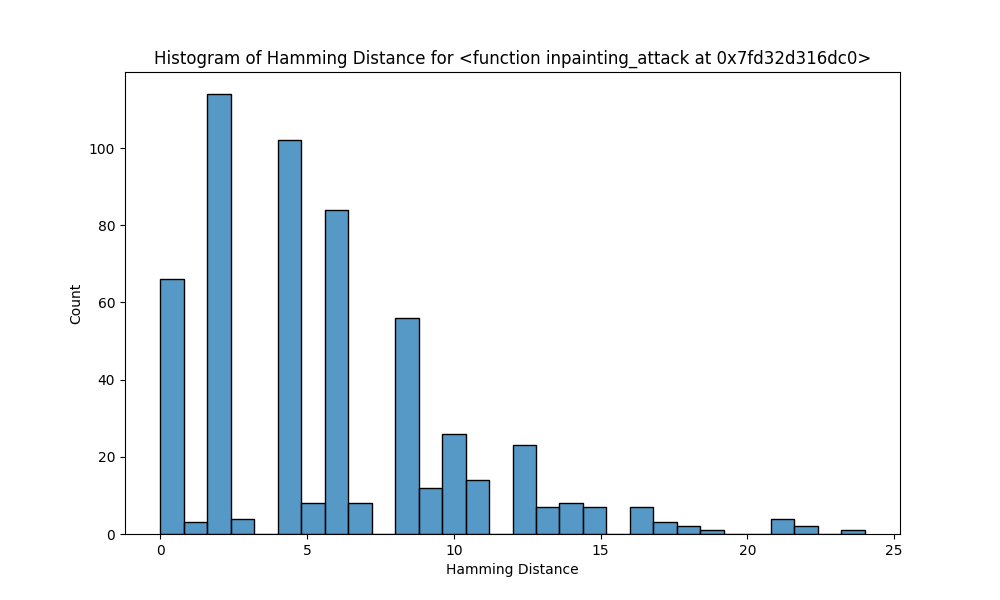 Histogram of Hamming Distance for <function inpainting_attack at 0x7fd32d316dc0>
100
80
60
40
20
0
Count
0 5 10 15 20 25
Hamming Distance